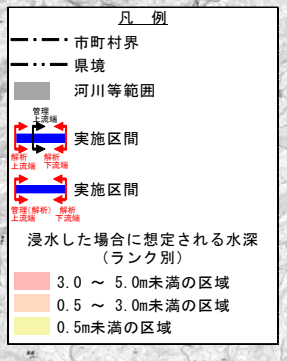 凡 例
市町村界
県境
河川等範囲
管理
上流端
実施区間
解析 解析
上流端 下流端
実施区間
管理(解析) 解析
上流端 下流端
浸水した場合に想定される水深
(ランク別)
3.0 ~ 5.0m未満の区域
0.5 ~ 3.0m未満の区域
0.5m未満の区域